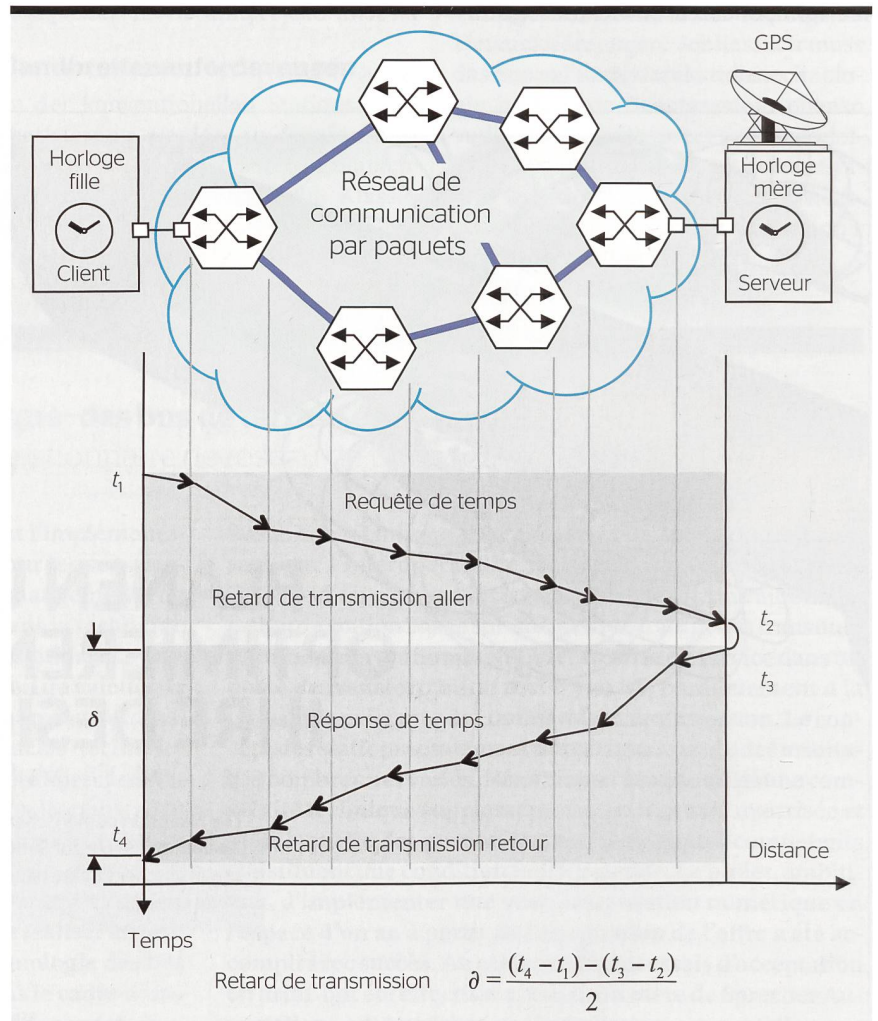 GPS
Horloge
fille
Client
Réseau de
communication
par paquets
Horloge
mère
Serveur
t1
Requête de temps
Retard de transmission aller
t2
t3
δ
Réponse de temps
t4
Retard de transmission retour
Distance
Temps
Retard de transmission ∂ = (t4 – t1) – (t3 – t2) / 2